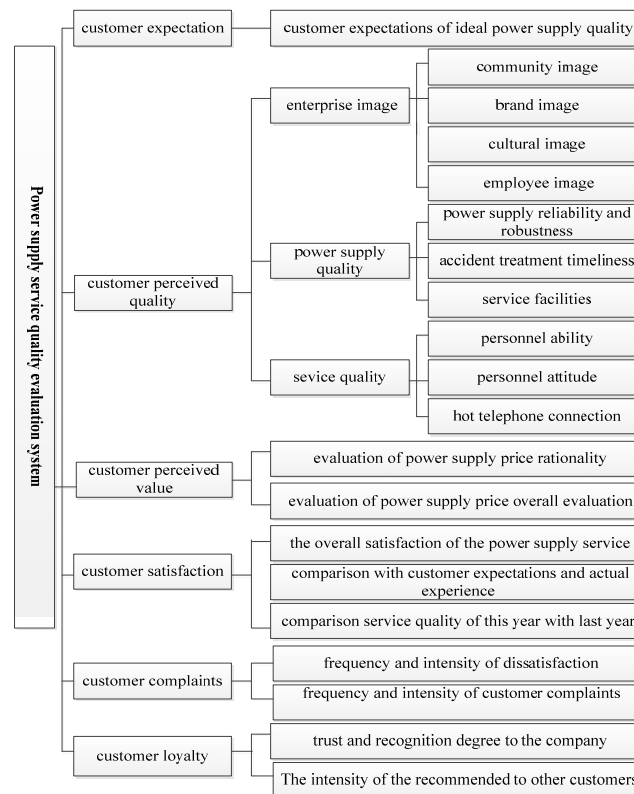 Power supply service quality evaluation system
customer expectation
customer expectations of ideal power supply quality
customer perceived
quality
enterprise image
community image
brand image
cultural image
employee image
power supply
quality
power supply reliability and
robustness
accident treatment timeliness
service facilities
sevice quality
personnel ability
personnel attitude
hot telephone connection
customer perceived
value
evaluation of power supply price rationality
evaluation of power supply price overall evaluation
customer satisfaction
the overall satisfaction of the power supply service
comparison with customer expectations and actual
experience
comparison service quality of this year with last year
customer complaints
frequency and intensity of dissatisfaction
frequency and intensity of customer complaints
customer loyalty
trust and recognition degree to the company
The intensity of the recommended to other customers